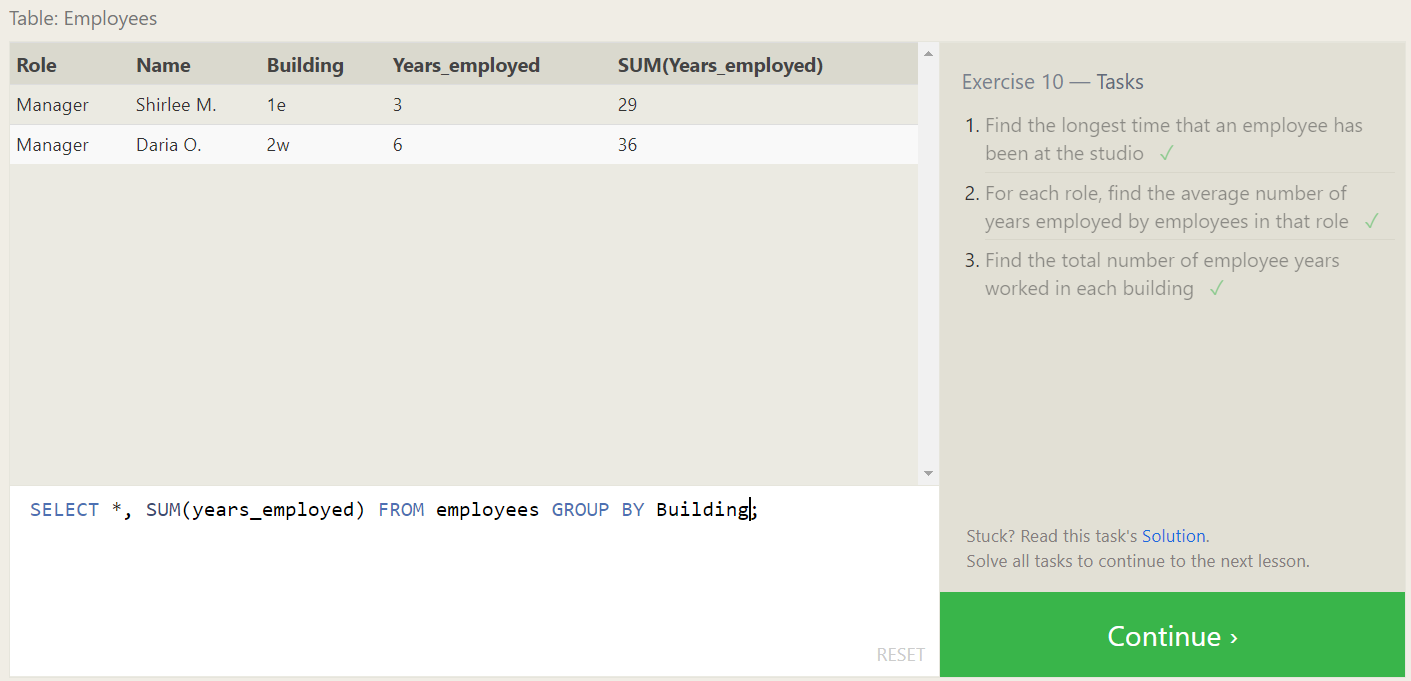 Table: Employees
Role Name Building Years_employed SUM(Years_employed)
Manager Shirlee M. 1e 3 29
Manager Daria O. 2w 6 36
SELECT *, SUM(years_employed) FROM employees GROUP BY Building;
RESET
Exercise 10 — Tasks
1. Find the longest time that an employee has
been at the studio ✓
2. For each role, find the average number of
years employed by employees in that role ✓
3. Find the total number of employee years
worked in each building ✓
Stuck? Read this task's Solution.
Solve all tasks to continue to the next lesson.
Continue ›